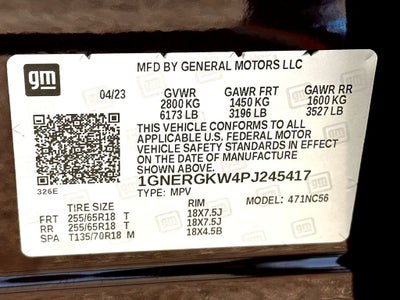 gm
MFD BY GENERAL MOTORS LLC
04/23 GVWR GAWR FRT GAWR RR
2800 KG 1450 KG 1600 KG
6173 LB 3196 LB 3527 LB
THIS VEHICLE CONFORMS TO ALL
APPLICABLE U.S. FEDERAL MOTOR
VEHICLE SAFETY STANDARDS IN EFFECT
ON THE DATE OF MANUFACTURE
SHOWN ABOVE.
326E
1GNERGKW4PJ245417
TYPE: MPV MODEL: 471NC56
TIRE SIZE RIM
FRT 255/65R18 T 18X7.5J
RR 255/65R18 T 18X7.5J
SPA T135/70R18 M 18X4.5B